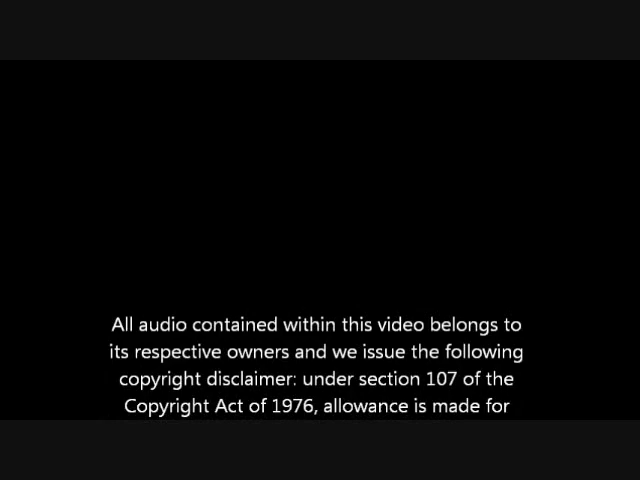 All audio contained within this video belongs to
its respective owners and we issue the following
copyright disclaimer: under section 107 of the
Copyright Act of 1976, allowance is made for